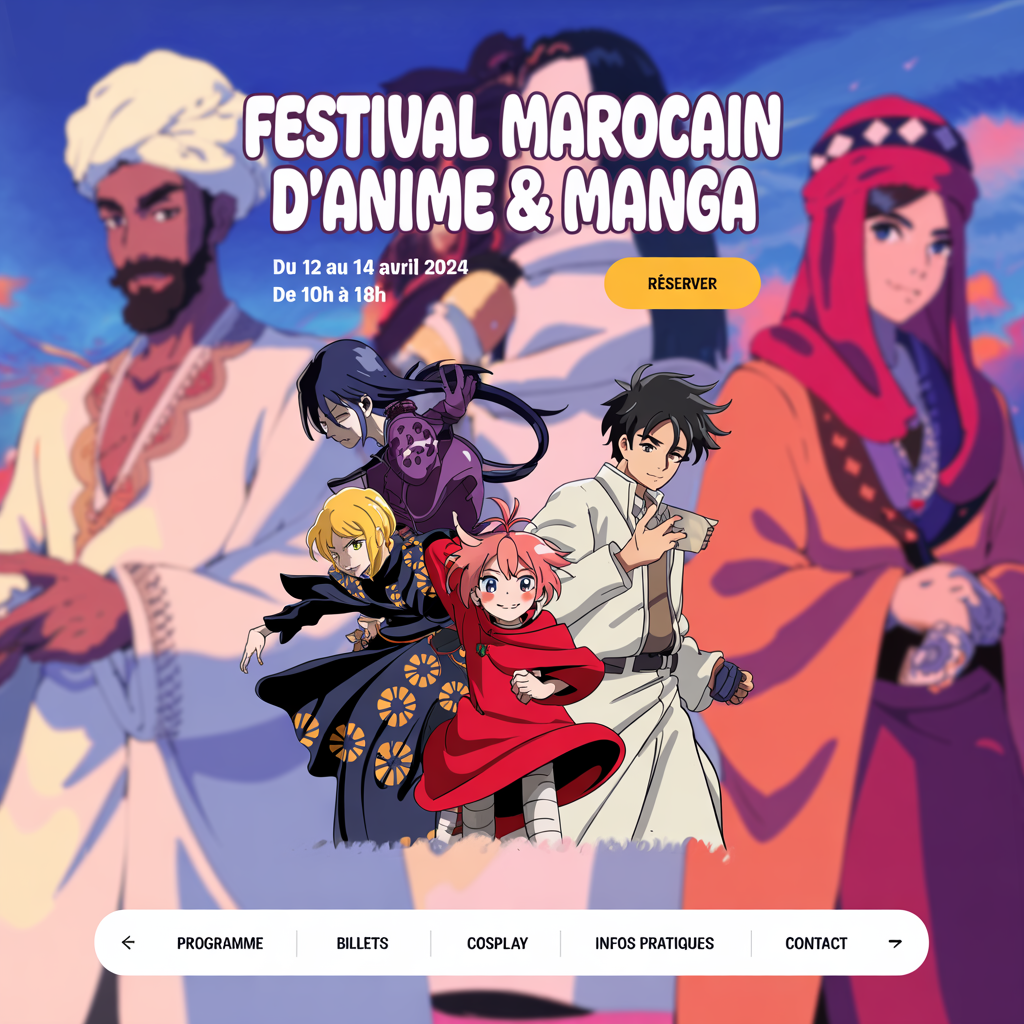 FESTIVAL MAROCAIN
D'ANIME & MANGA
Du 12 au 14 avril 2024
De 10h à 18h
RÉSERVER
← PROGRAMME BILLETS COSPLAY INFOS PRATIQUES CONTACT →